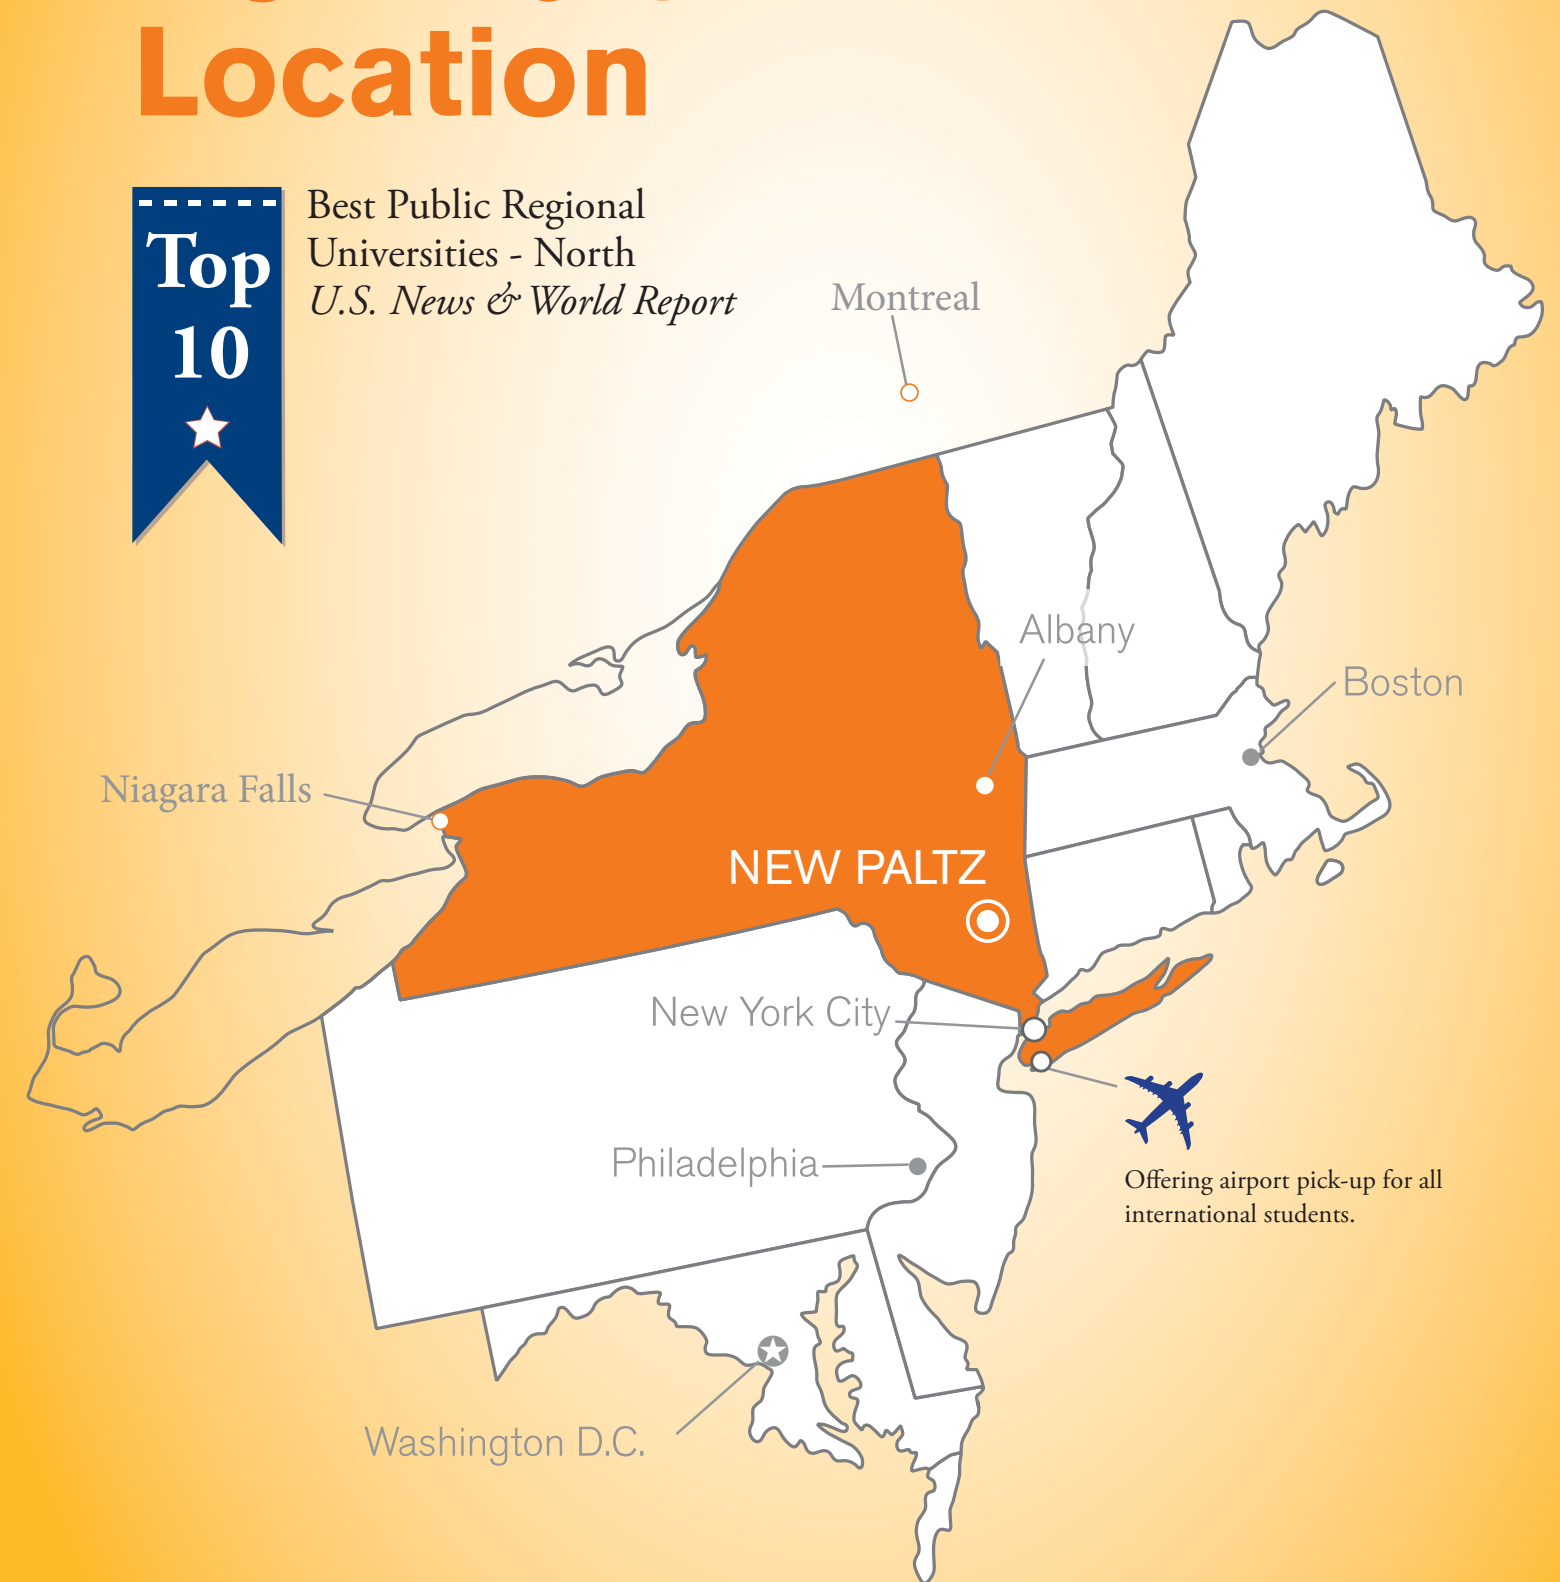 Location
Top
10
Best Public Regional
Universities - North
U.S. News & World Report
Montreal
Albany
Boston
Niagara Falls
NEW PALTZ
New York City
Philadelphia
Offering airport pick-up for all
international students.
Washington D.C.